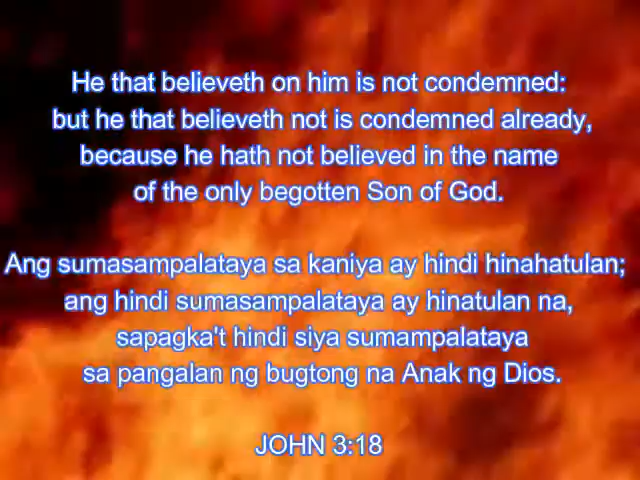 He that believeth on him is not condemned:
but he that believeth not is condemned already,
because he hath not believed in the name
of the only begotten Son of God.
Ang sumasampalataya sa kaniya ay hindi hinahatulan;
ang hindi sumasampalataya ay hinatulan na,
sapagka't hindi siya sumampalataya
sa pangalan ng bugtong na Anak ng Dios.
JOHN 3:18